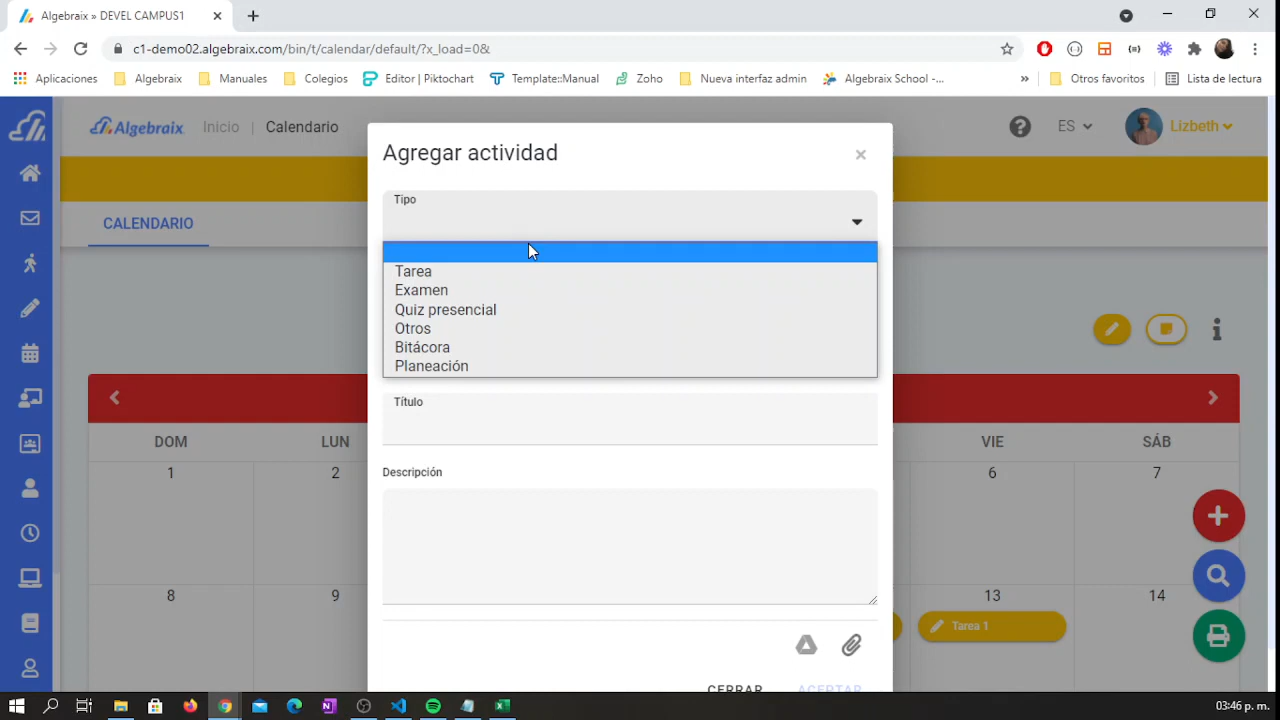 Algebraix » DEVEL CAMPUS1
c1-demo02.algebraix.com/bin/t/calendar/default/?x_load=0&
Aplicaciones Algebraix Manuales Colegios Editor | Piktochart Template::Manual Zoho Nueva interfaz admin Algebraix School -... » Otros favoritos Lista de lectura
Algebraix Inicio | Calendario ES Lizbeth
CALENDARIO
Agregar actividad
Tipo
Tarea
Examen
Quiz presencial
Otros
Bitácora
Planeación
Título
Descripción
CERRAR ACEPTAR
DOM LUN VIE SÁB
1 2 6 7
8 9 13 14
Tarea 1
03:46 p. m.